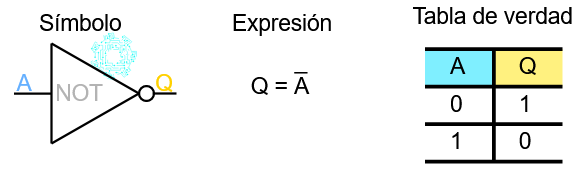 Símbolo
Expresión
Tabla de verdad
A
NOT
Q
Q = A̅
A Q
0 1
1 0